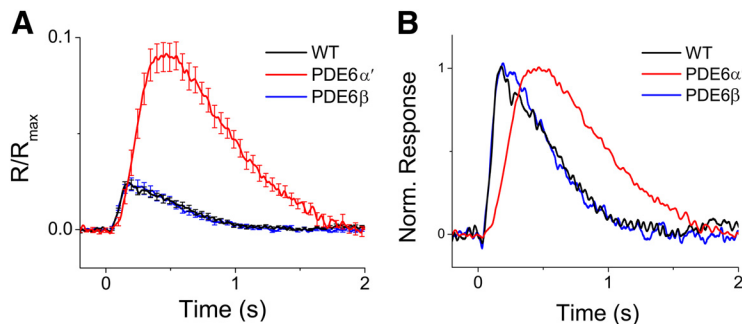 A
R/Rmax
0.1
0.0
WT
PDE6α′
PDE6β
0
1
2
Time (s)
B
Norm. Response
1
0
WT
PDE6α
PDE6β
0
1
2
Time (s)